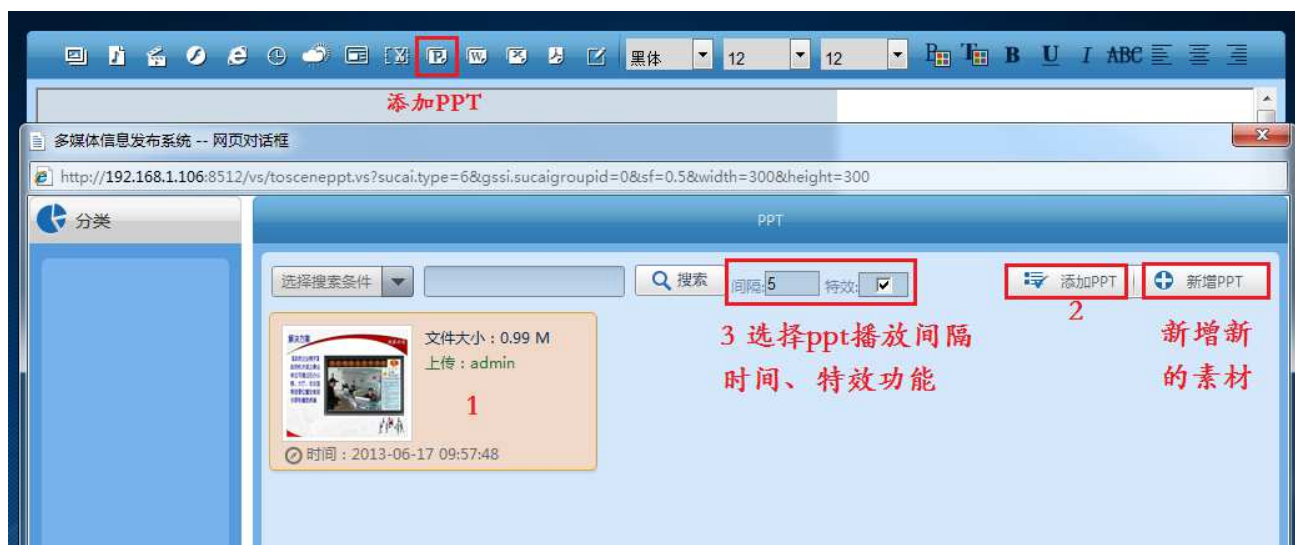 黑体 12 12 B U I ABC
添加PPT
多媒体信息发布系统 -- 网页对话框
http://192.168.1.106:8512/vs/tosceneppt.vs?sucai.type=6&gssi.sucaigroupid=0&sf=0.5&width=300&height=300
分类
PPT
选择搜索条件 搜索 间隔:5 特效: 添加PPT 新增PPT
2
文件大小：0.99 M
上传：admin
1
时间：2013-06-17 09:57:48
3 选择ppt播放间隔
时间、特效功能
新增新
的素材
解决方案